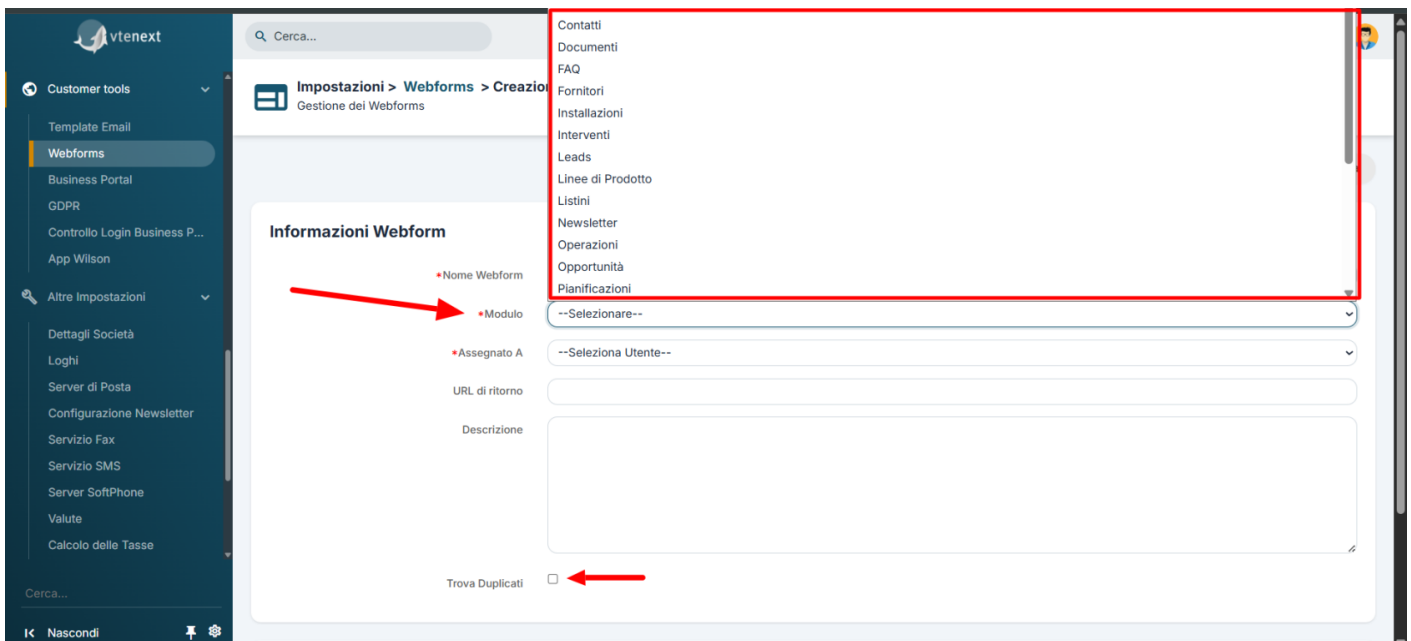 vtenext
Customer tools
Template Email
Webforms
Business Portal
GDPR
Controllo Login Business P...
App Wilson
Altre Impostazioni
Dettagli Società
Loghi
Server di Posta
Configurazione Newsletter
Servizio Fax
Servizio SMS
Server SoftPhone
Valute
Calcolo delle Tasse
Cerca...
Nascondi
Cerca...
Impostazioni > Webforms > Creazio
Gestione dei Webforms
Contatti
Documenti
FAQ
Fornitori
Installazioni
Interventi
Leads
Linee di Prodotto
Listini
Newsletter
Operazioni
Opportunità
Pianificazioni
Informazioni Webform
*Nome Webform
*Modulo
--Selezionare--
*Assegnato A
--Seleziona Utente--
URL di ritorno
Descrizione
Trova Duplicati